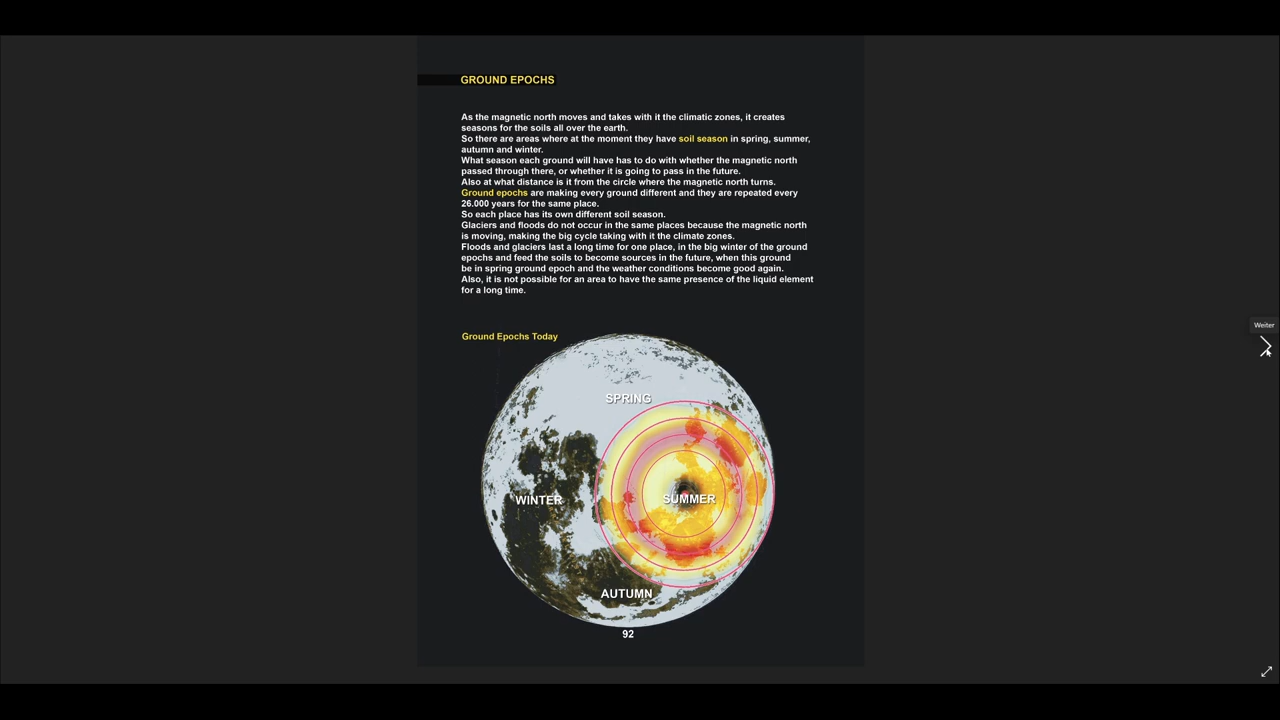 GROUND EPOCHS
As the magnetic north moves and takes with it the climatic zones, it creates
seasons for the soils all over the earth.
So there are areas where at the moment they have soil season in spring, summer,
autumn and winter.
What season each ground will have has to do with whether the magnetic north
passed through there, or whether it is going to pass in the future.
Also at what distance is it from the circle where the magnetic north turns.
Ground epochs are making every ground different and they are repeated every
26.000 years for the same place.
So each place has its own different soil season.
Glaciers and floods do not occur in the same places because the magnetic north
is moving, making the big cycle taking with it the climate zones.
Floods and glaciers last a long time for one place, in the big winter of the ground
epochs and feed the soils to become sources in the future, when this ground
be in spring ground epoch and the weather conditions become good again.
Also, it is not possible for an area to have the same presence of the liquid element
for a long time.
Weiter
Ground Epochs Today
SPRING
WINTER
SUMMER
AUTUMN
92